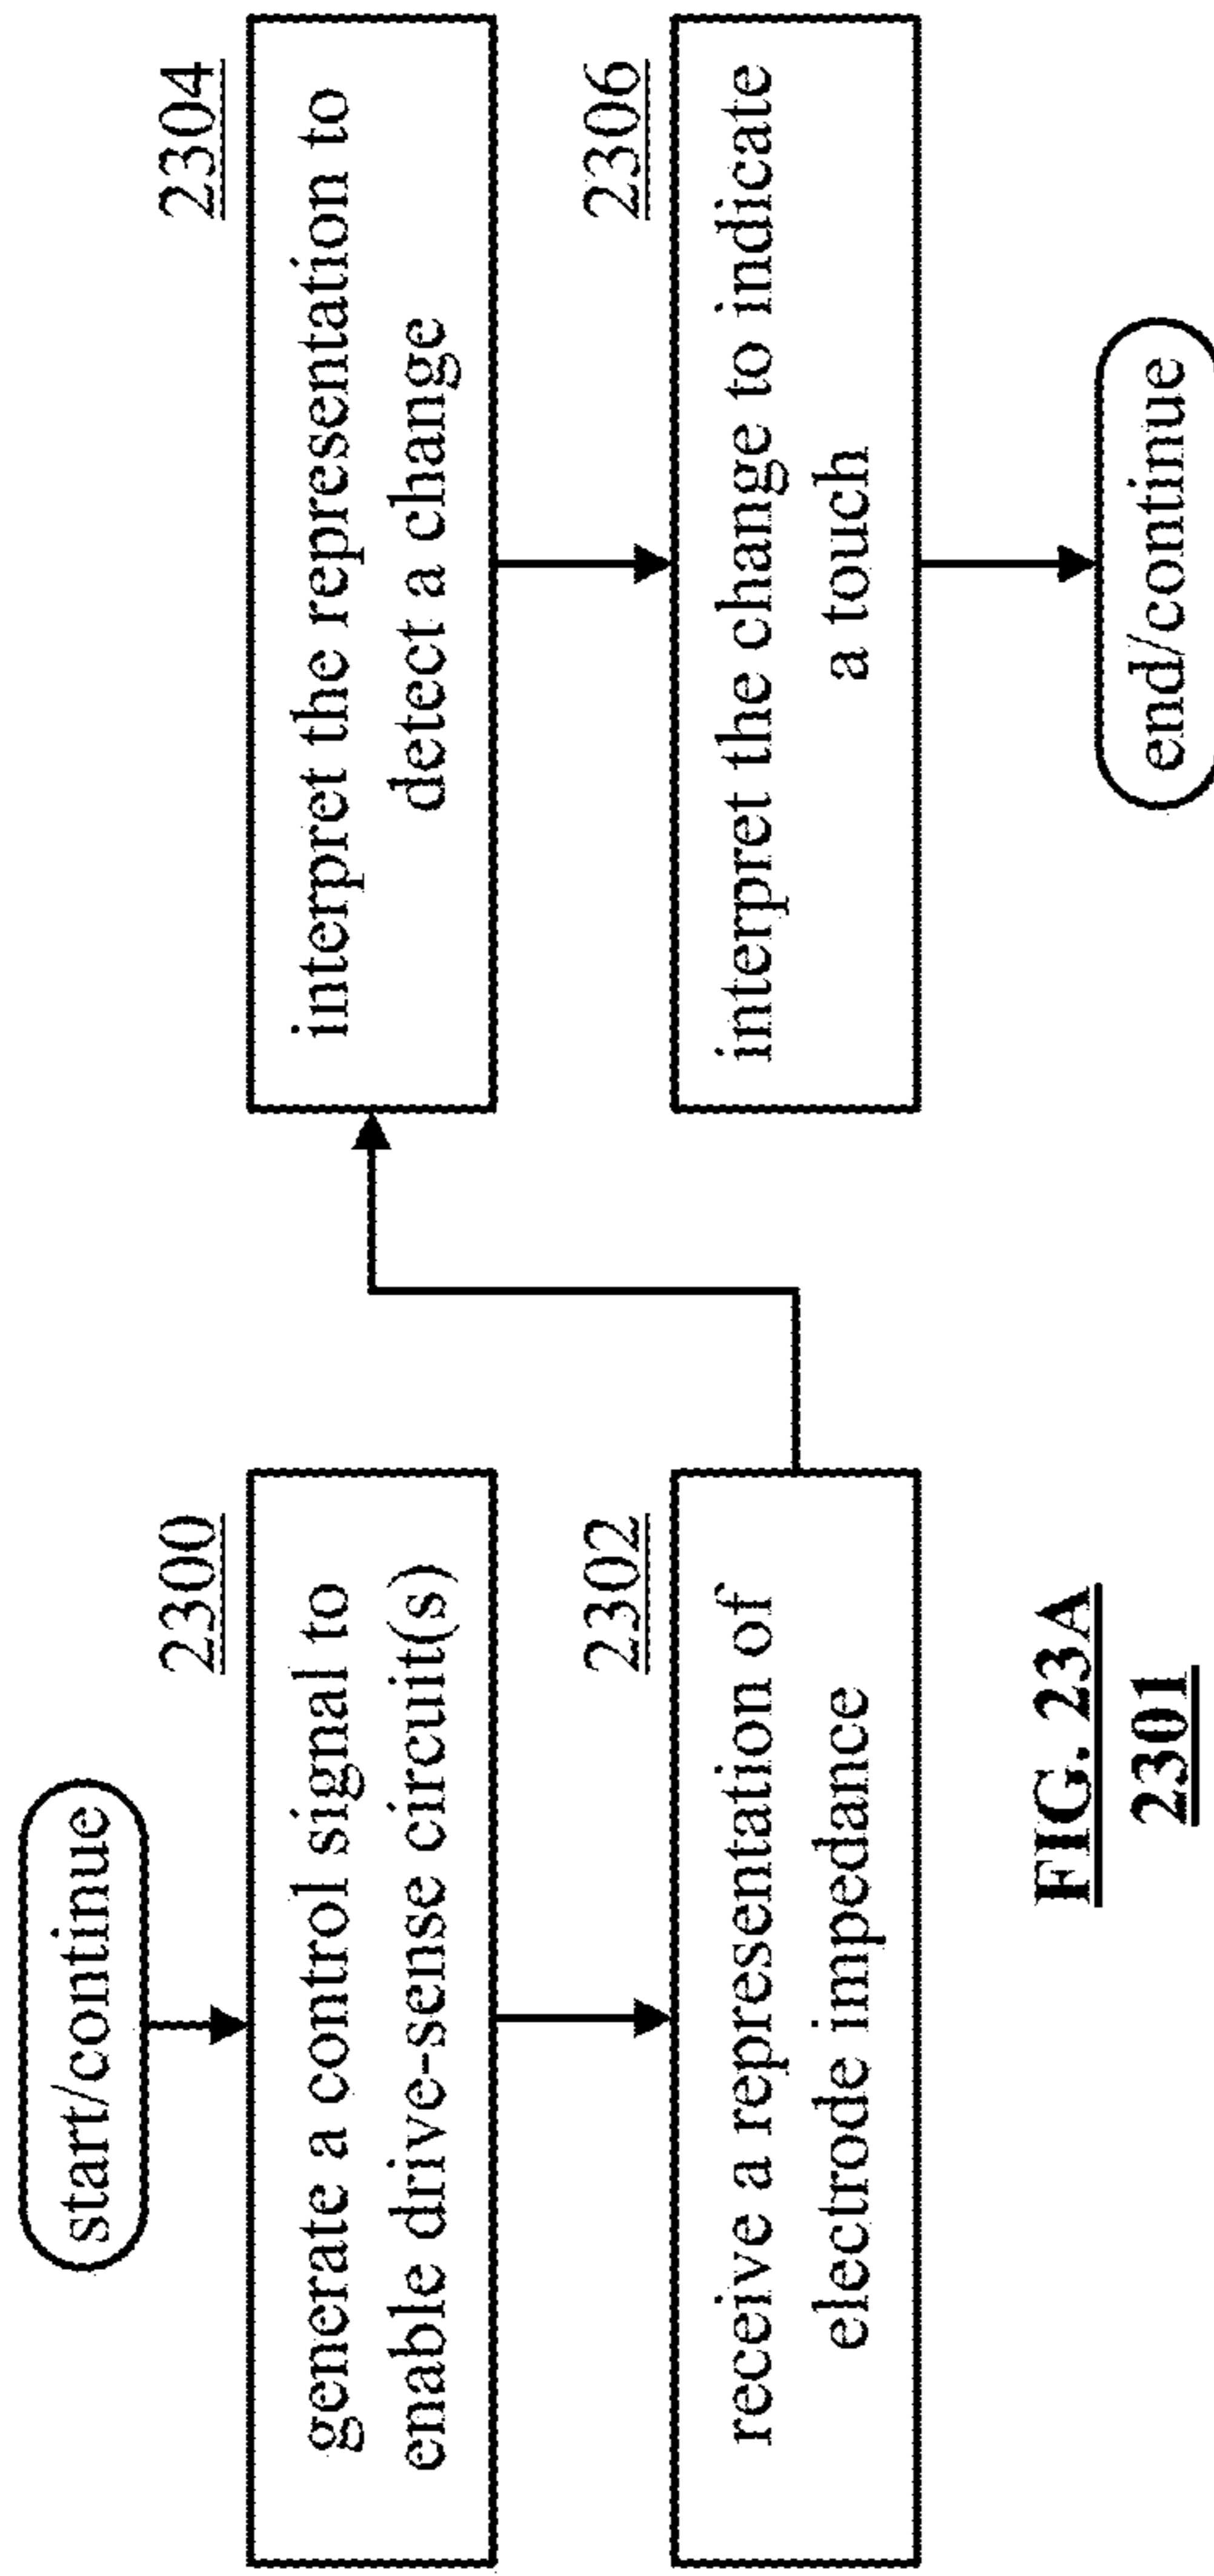 start/continue
2300
generate a control signal to
enable drive-sense circuit(s)
2302
receive a representation of
electrode impedance
2304
interpret the representation to
detect a change
2306
interpret the change to indicate
a touch
end/continue
FIG. 23A
2301